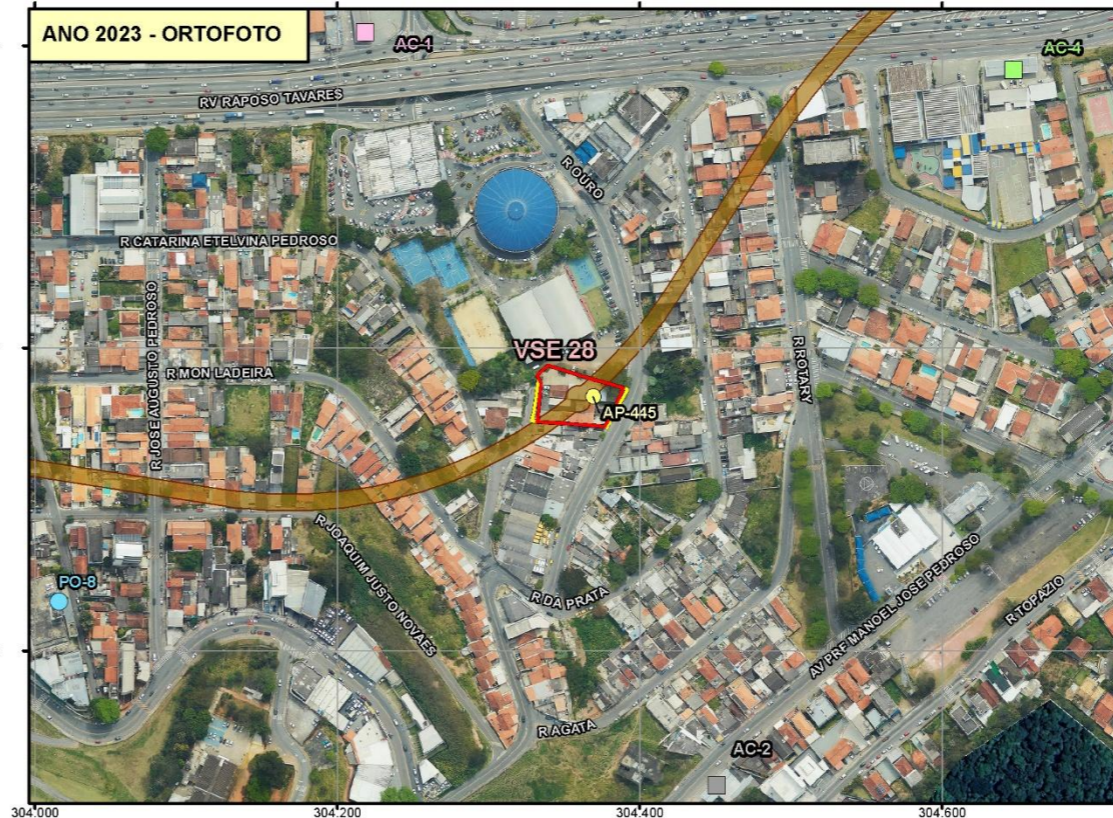 ANO 2023 - ORTOFOTO
AC-1
AC-4
RV RAPOSO TAVARES
R OURO
R CATARINA ETELVINA PEDROSO
R JOSE AUGUSTO PEDROSO
R MON LADEIRA
VSE 28
R ROTARY
AP-445
R JOAQUIM JUSTO NOVAES
PO-8
R DA PRATA
AV PRF MANOEL JOSE PEDROSO
R TOPAZIO
R AGATA
AC-2
304:000
304:200
304:400
304:600